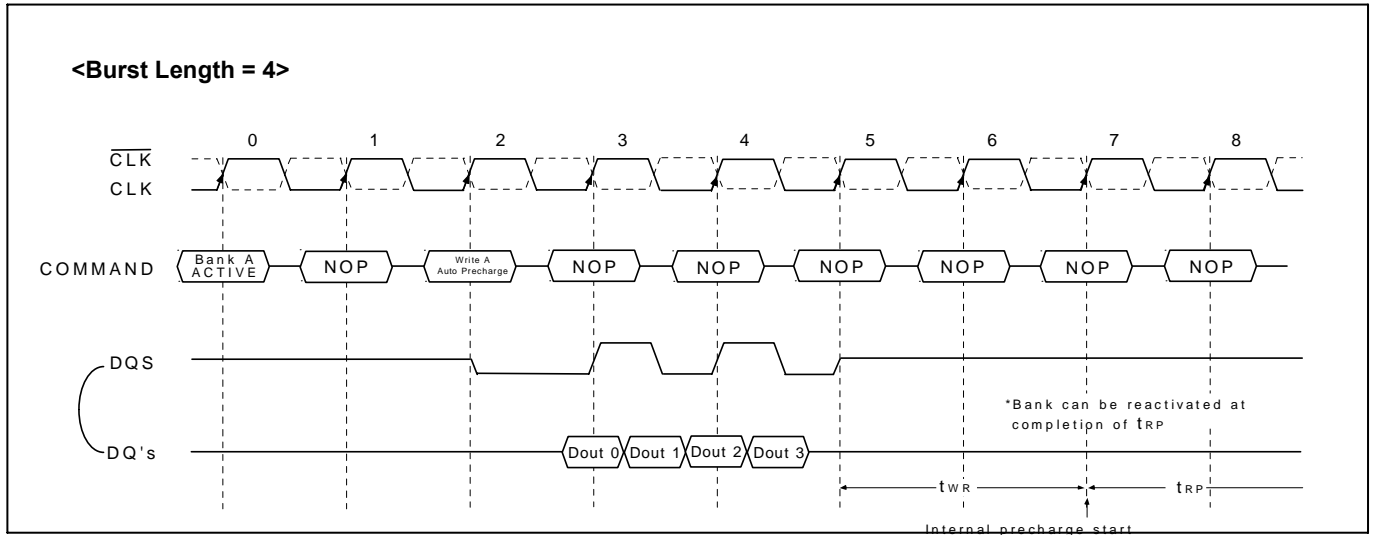 <Burst Length = 4>
0 1 2 3 4 5 6 7 8
CLK
CLK
COMMAND
Bank A
ACTIVE
NOP
Write A
Auto Precharge
NOP
NOP
NOP
NOP
NOP
NOP
DQS
*Bank can be reactivated at
completion of tRP
DQ's
Dout 0 Dout 1 Dout 2 Dout 3
tWR
tRP
Internal precharge start